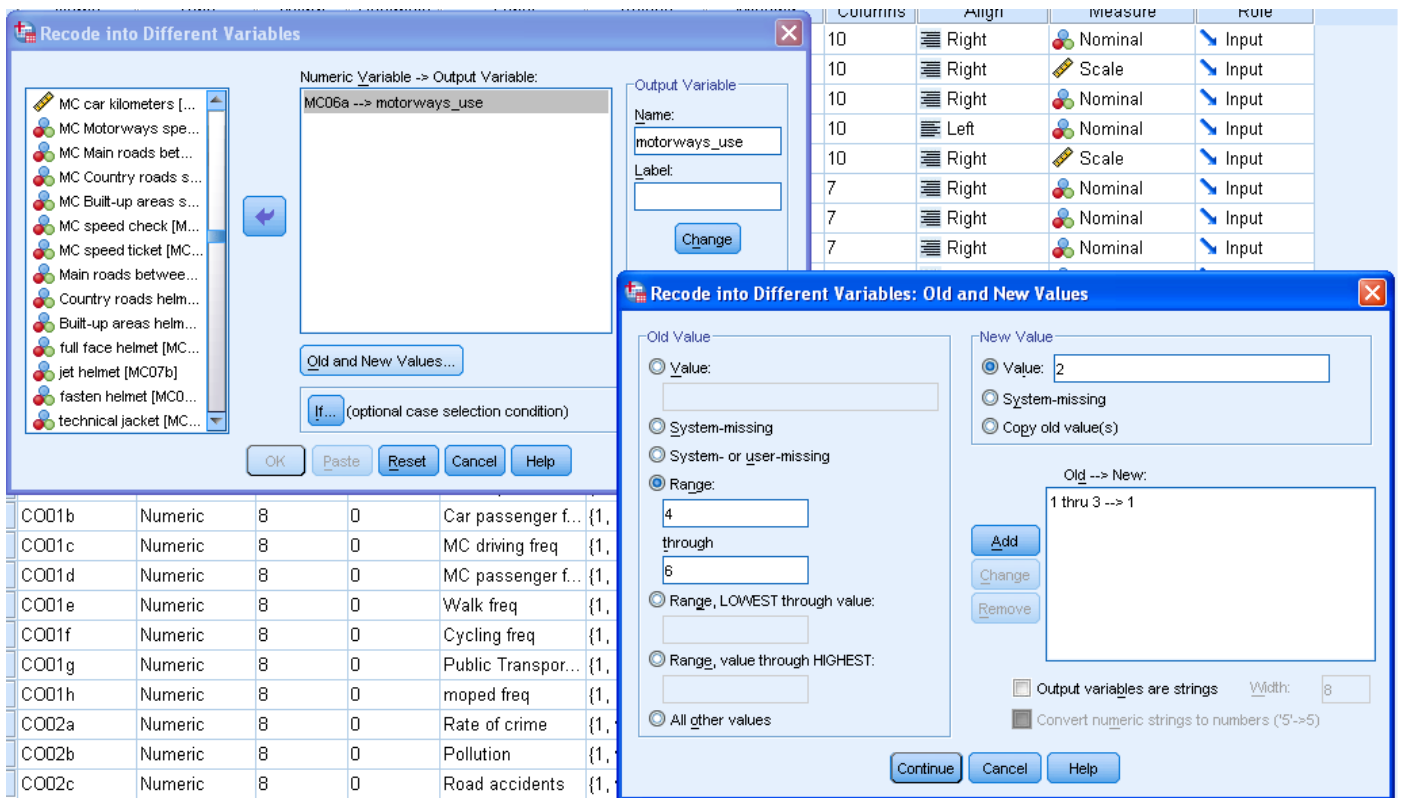 Columns Align Measure Role
Recode into Different Variables
10 Right Nominal Input
10 Right Scale Input
10 Right Nominal Input
10 Left Nominal Input
10 Right Scale Input
7 Right Nominal Input
7 Right Nominal Input
7 Right Nominal Input
MC car kilometers [...
MC Motorways spe...
MC Main roads bet...
MC Country roads s...
MC Built-up areas s...
MC speed check [M...
MC speed ticket [MC...
Main roads betwee...
Country roads helm...
Built-up areas helm...
full face helmet [MC...
jet helmet [MC07b]
fasten helmet [MC0...
technical jacket [MC...
Numeric Variable -> Output Variable:
MC06a --> motorways_use
Output Variable
Name:
motorways_use
Label:
Change
Old and New Values...
If... (optional case selection condition)
OK Paste Reset Cancel Help
Recode into Different Variables: Old and New Values
Old Value
Value:
System-missing
System- or user-missing
Range:
4
through
6
Range, LOWEST through value:
Range, value through HIGHEST:
All other values
New Value
Value: 2
System-missing
Copy old value(s)
Old --> New:
1 thru 3 --> 1
Add
Change
Remove
Output variables are strings Width: 8
Convert numeric strings to numbers ('5'->5)
Continue Cancel Help
CO01b Numeric 8 0 Car passenger f... {1,
CO01c Numeric 8 0 MC driving freq {1,
CO01d Numeric 8 0 MC passenger f... {1,
CO01e Numeric 8 0 Walk freq {1,
CO01f Numeric 8 0 Cycling freq {1,
CO01g Numeric 8 0 Public Transpor... {1,
CO01h Numeric 8 0 moped freq {1,
CO02a Numeric 8 0 Rate of crime {1,
CO02b Numeric 8 0 Pollution {1,
CO02c Numeric 8 0 Road accidents {1,